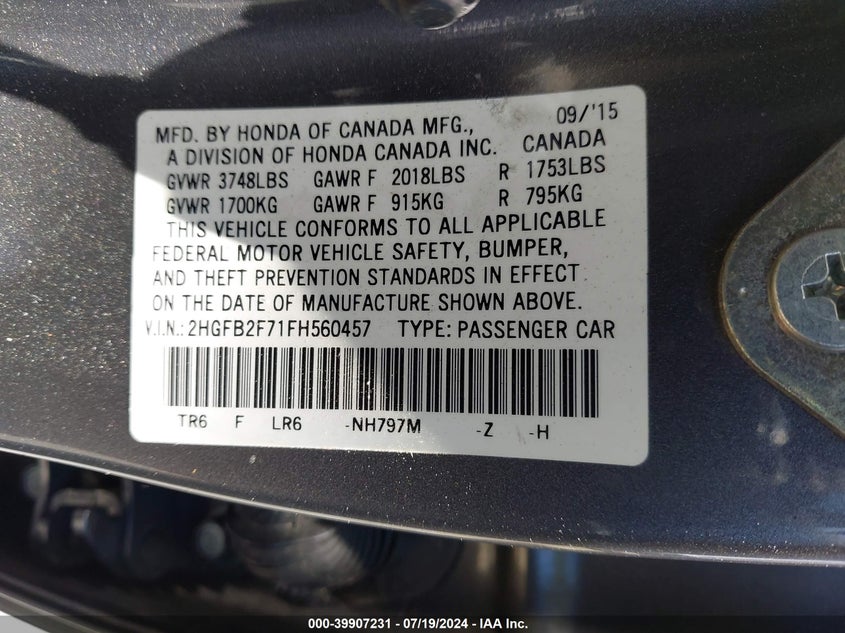 09/'15
MFD. BY HONDA OF CANADA MFG.,
A DIVISION OF HONDA CANADA INC. CANADA
GVWR 3748LBS GAWR F 2018LBS R 1753LBS
GVWR 1700KG GAWR F 915KG R 795KG
THIS VEHICLE CONFORMS TO ALL APPLICABLE
FEDERAL MOTOR VEHICLE SAFETY, BUMPER,
AND THEFT PREVENTION STANDARDS IN EFFECT
ON THE DATE OF MANUFACTURE SHOWN ABOVE.
V.I.N.: 2HGFB2F71FH560457 TYPE: PASSENGER CAR
TR6 F LR6 -NH797M -Z -H
000-39907231 - 07/19/2024 - IAA Inc.